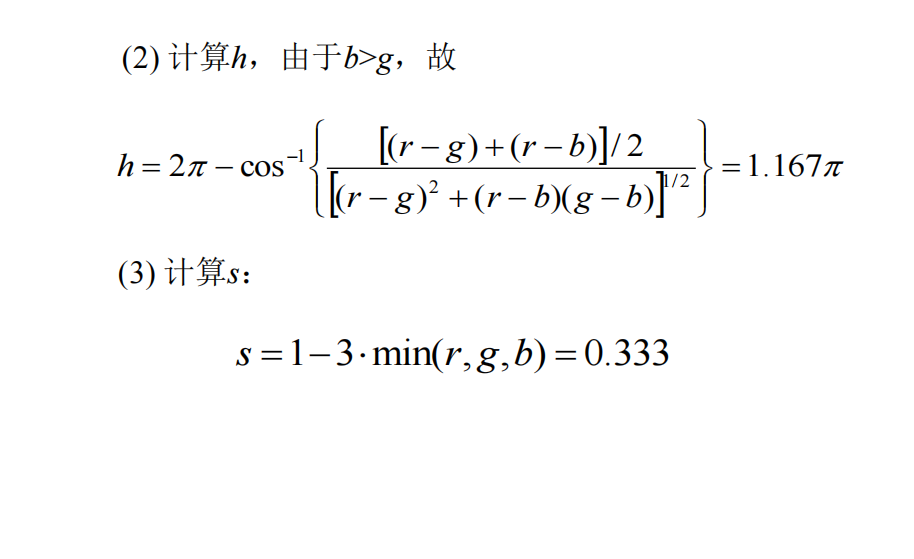 (2) 计算h，由于b>g，故
h = 2π − cos⁻¹{[(r − g) + (r − b)]/2 / [(r − g)² + (r − b)(g − b)]^1/2} = 1.167π
(3) 计算s：
s = 1 − 3·min(r, g, b) = 0.333